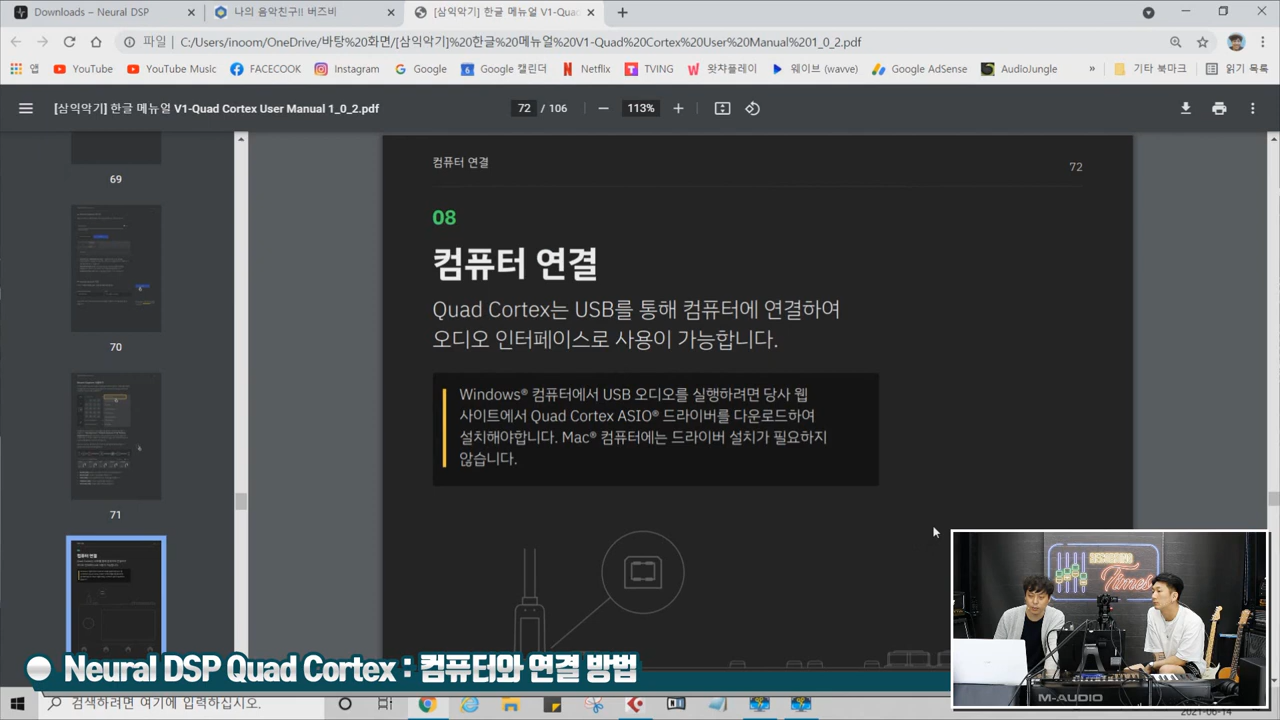 Downloads – Neural DSP
나의 음악친구!! 버즈비
[삼익악기] 한글 메뉴얼 V1-Qua
파일
C:/Users/inoom/OneDrive/바탕%20화면/[삼익악기]%20한글%20메뉴얼%20V1-Quad%20Cortex%20User%20Manual%201_0_2.pdf
앱
YouTube
YouTube Music
FACECOOK
Instagram
Google
Google 캘린더
Netflix
TVING
왓챠플레이
웨이브 (wavve)
Google AdSense
AudioJungle
»
기타 북마크
읽기 목록
[삼익악기] 한글 메뉴얼 V1-Quad Cortex User Manual 1_0_2.pdf
72 / 106
113%
69
70
71
컴퓨터 연결
72
08
컴퓨터 연결
Quad Cortex는 USB를 통해 컴퓨터에 연결하여
오디오 인터페이스로 사용이 가능합니다.
Windows® 컴퓨터에서 USB 오디오를 실행하려면 당사 웹
사이트에서 Quad Cortex ASIO® 드라이버를 다운로드하여
설치해야합니다. Mac® 컴퓨터에는 드라이버 설치가 필요하지
않습니다.
Times
M-AUDIO
Neural DSP Quad Cortex : 컴퓨터와 연결 방법
검색하려면 여기에 입력하십시오.
2021-06-14